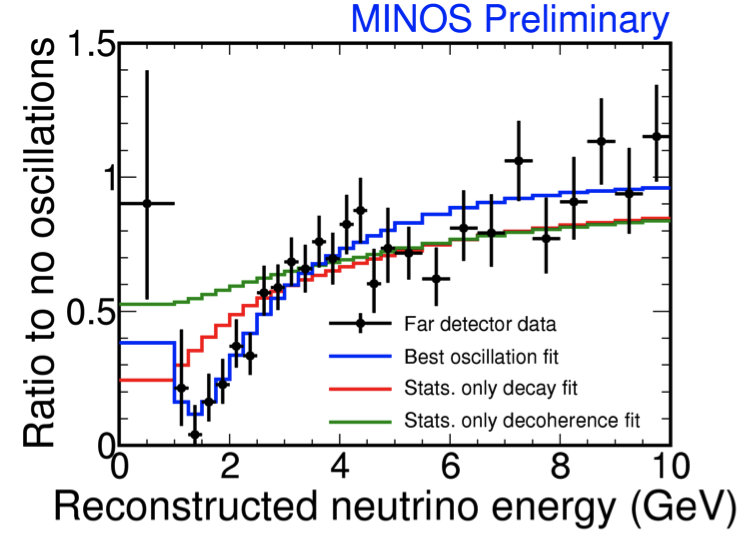 MINOS Preliminary
Ratio to no oscillations
1.5
1
0.5
0
Far detector data
Best oscillation fit
Stats. only decay fit
Stats. only decoherence fit
0 2 4 6 8 10
Reconstructed neutrino energy (GeV)